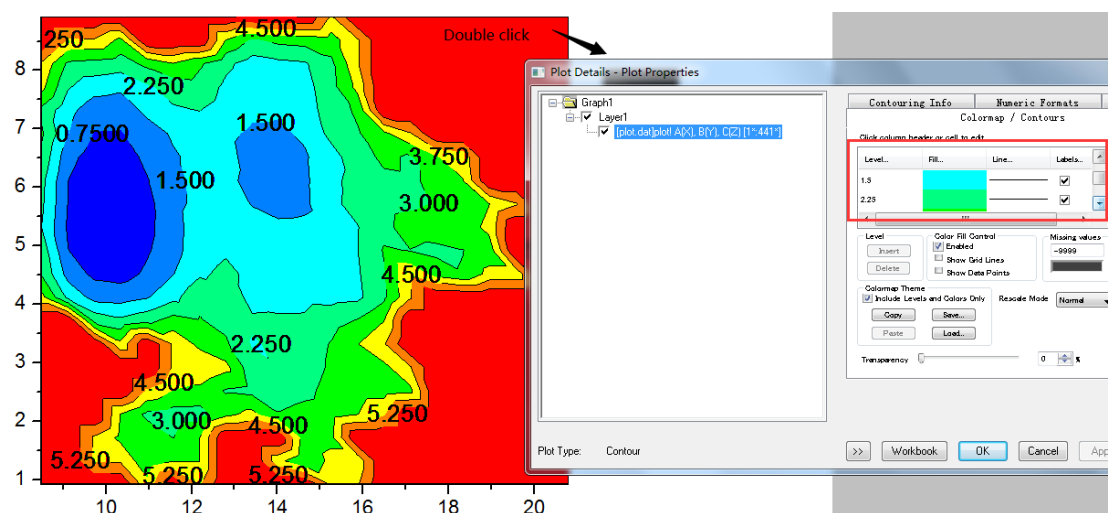 250
4.500
Double click
8
2.250
7
0.7500
1.500
3.750
6
1.500
3.000
5
4.500
4
2.250
3
4.500
2
3.000
4.500
5.250
5.250
5.250
5.250
1
10
12
14
16
18
20
Plot Details - Plot Properties
Graph1
Layer1
[plot.dat]plot! A(X), B(Y), C(Z) [1*:441*]
Plot Type: Contour
Contouring Info
Numeric Formats
Colormap / Contours
Click column header or cell to edit
Level... Fill... Line... Labels...
1.5
2.25
Level
Insert
Delete
Color Fill Control
Enabled
Show Grid Lines
Show Data Points
Missing values
-9999
Colormap Theme
Include Levels and Colors Only
Copy Save...
Paste Load...
Rescale Mode Normal
Transparency 0 %
>> Workbook OK Cancel App